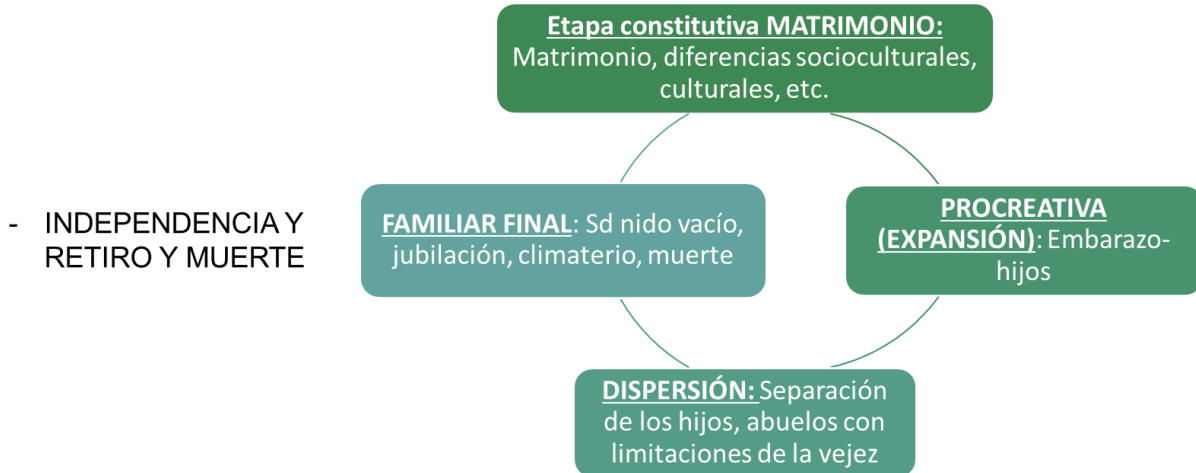 Etapa constitutiva MATRIMONIO:
Matrimonio, diferencias socioculturales,
culturales, etc.
- INDEPENDENCIA Y
RETIRO Y MUERTE
FAMILIAR FINAL: Sd nido vacío,
jubilación, climaterio, muerte
PROCREATIVA
(EXPANSIÓN): Embarazo-
hijos
DISPERSIÓN: Separación
de los hijos, abuelos con
limitaciones de la vejez